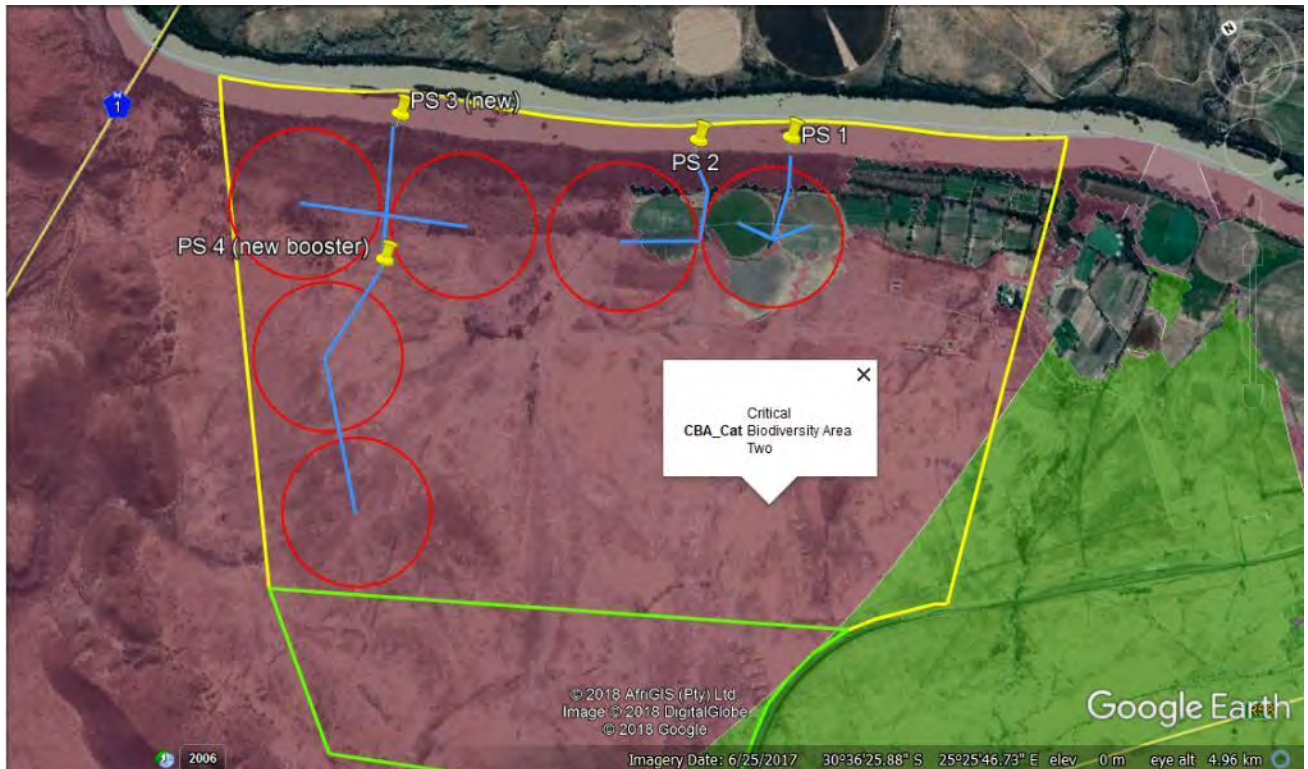 N
1
PS 3 (new)
PS 1
PS 2
PS 4 (new booster)
Critical
CBA_Cat Biodiversity Area
Two
© 2018 AfriGIS (Pty) Ltd
Image © 2018 DigitalGlobe
© 2018 Google
Google Earth
2006
Imagery Date: 6/25/2017 30°36'25.88" S 25°25'46.73" E elev 0 m eye alt 4.96 km